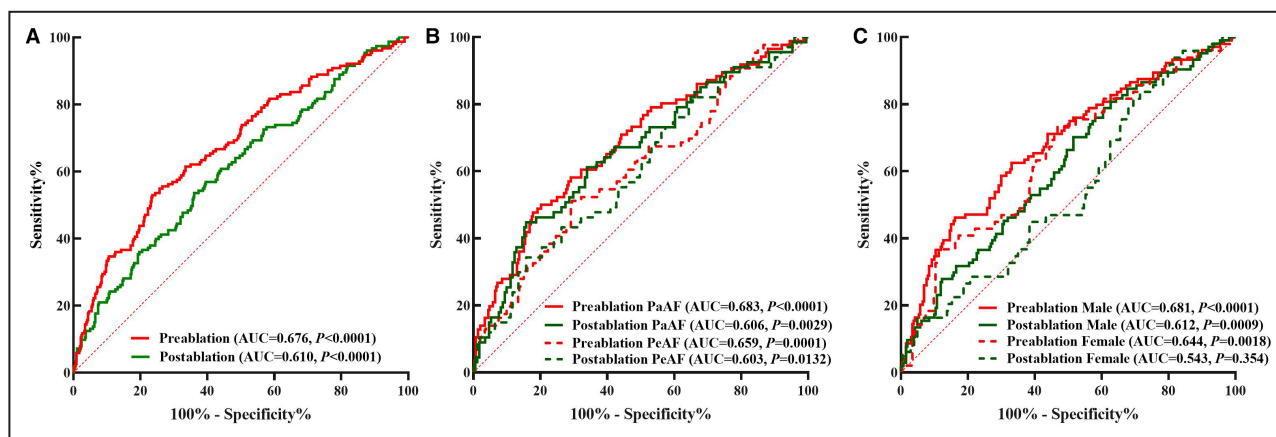 A
Sensitivity%
100
80
60
40
20
0
Preablation (AUC=0.676, P<0.0001)
Postablation (AUC=0.610, P<0.0001)
0 20 40 60 80 100
100% - Specificity%
B
Sensitivity%
100
80
60
40
20
0
Preablation PaAF (AUC=0.683, P<0.0001)
Postablation PaAF (AUC=0.606, P=0.0029)
Preablation PeAF (AUC=0.659, P=0.0001)
Postablation PeAF (AUC=0.603, P=0.0132)
0 20 40 60 80 100
100% - Specificity%
C
Sensitivity%
100
80
60
40
20
0
Preablation Male (AUC=0.681, P<0.0001)
Postablation Male (AUC=0.612, P=0.0009)
Preablation Female (AUC=0.644, P=0.0018)
Postablation Female (AUC=0.543, P=0.354)
0 20 40 60 80 100
100% - Specificity%